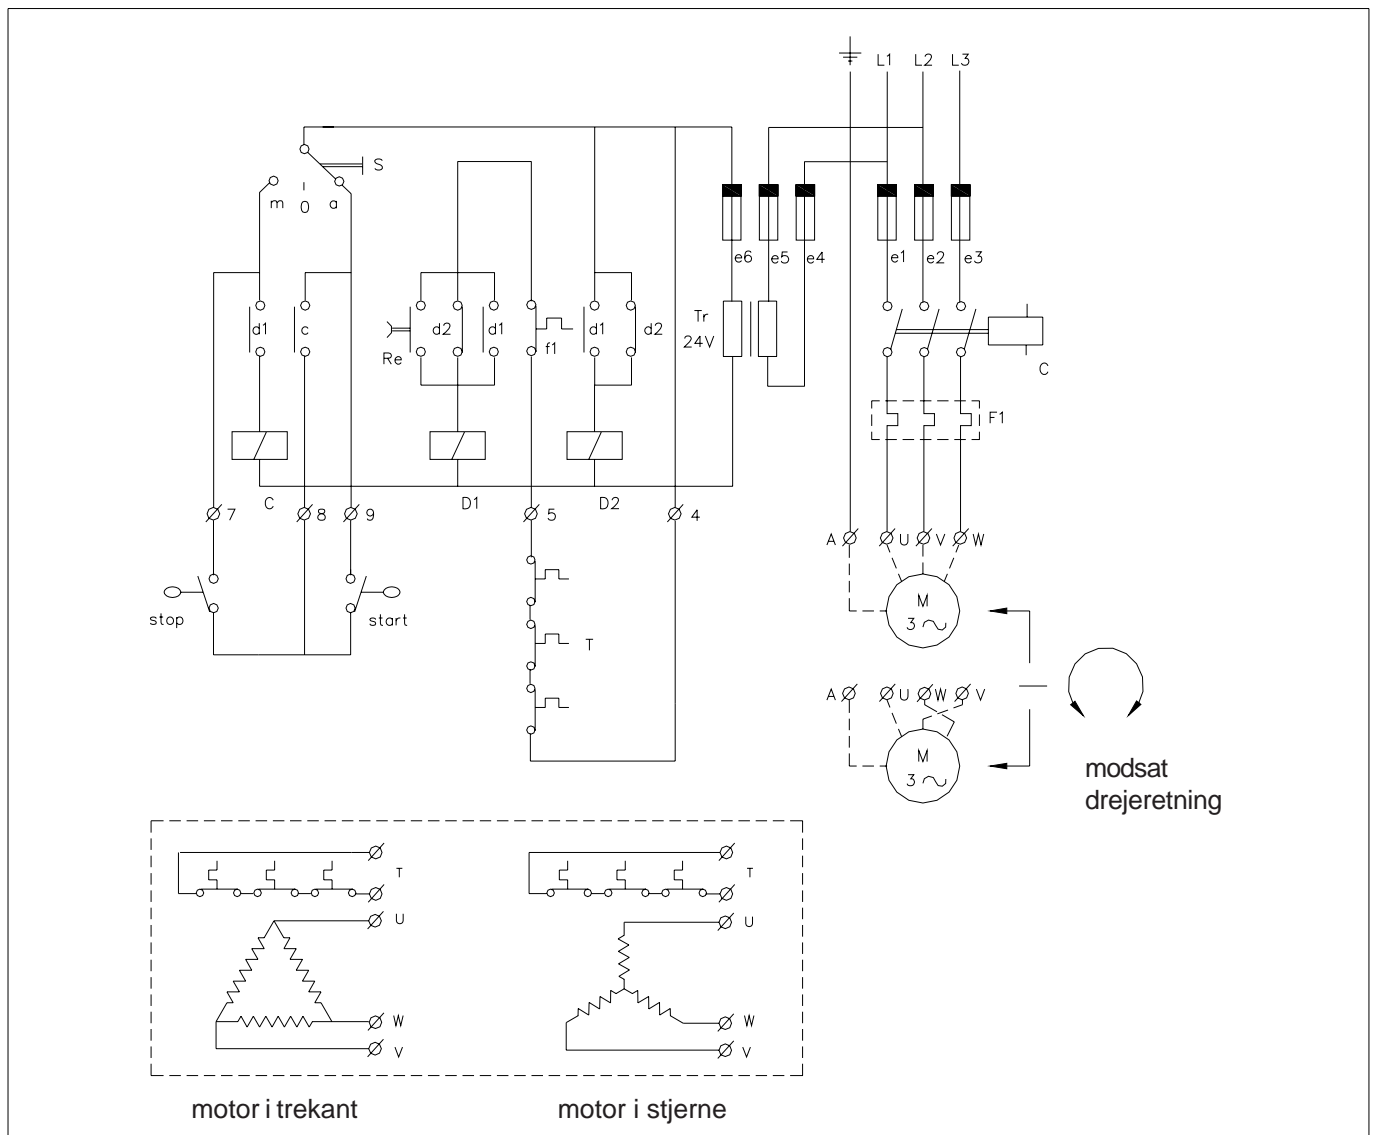 L1 L2 L3
S
m 0 a
e6 e5 e4 e1 e2 e3
d1 c d2 d1 f1 d1 d2
Re
Tr
24V
C
F1
C D1 D2
7 8 9 5 4
A U V W
stop start
M
3
T
A U W V
M
3
modsat
drejeretning
T T
U U
W W
V V
motor i trekant motor i stjerne